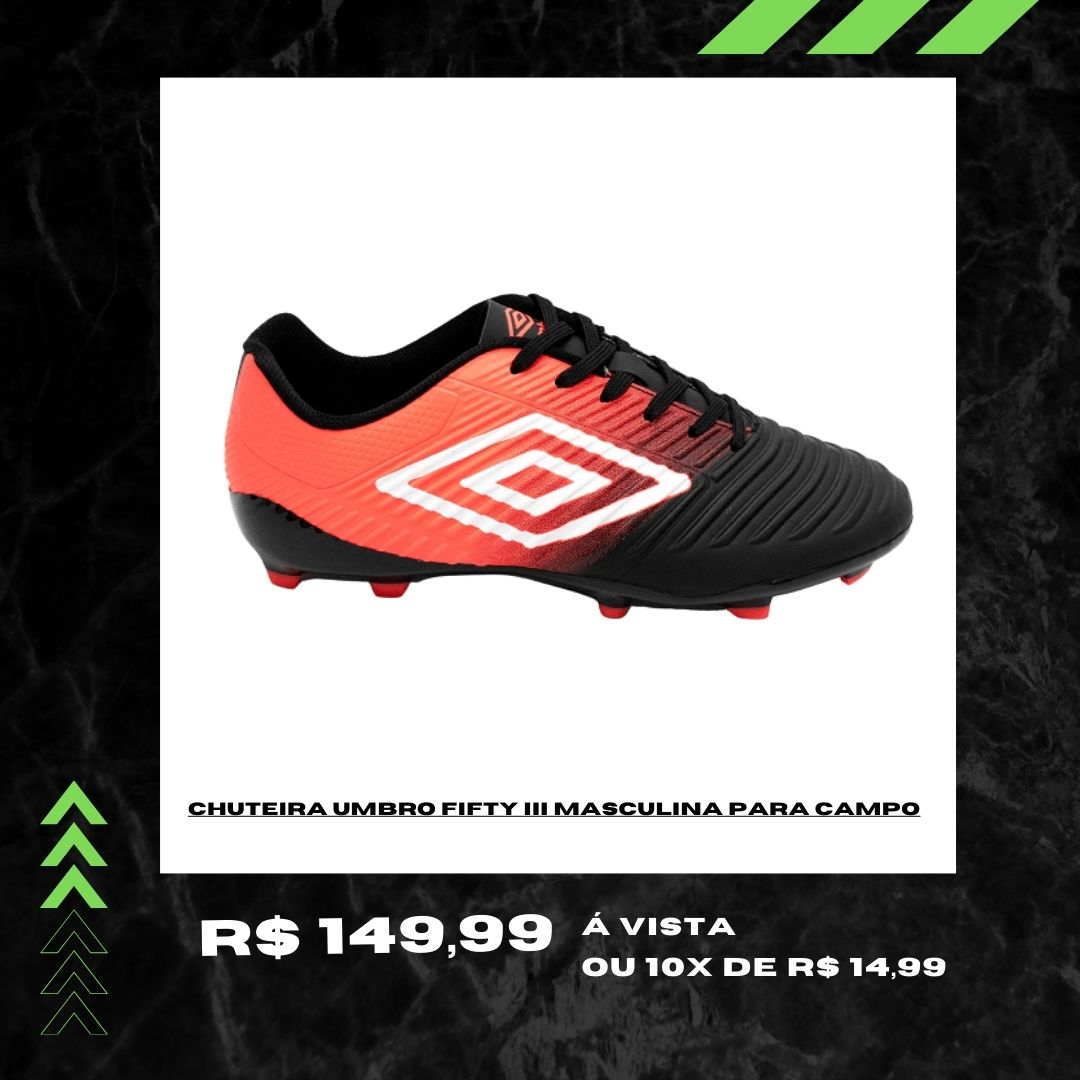 CHUTEIRA UMBRO FIFTY III MASCULINA PARA CAMPO
R$ 149,99
Á VISTA
OU 10X DE R$ 14,99